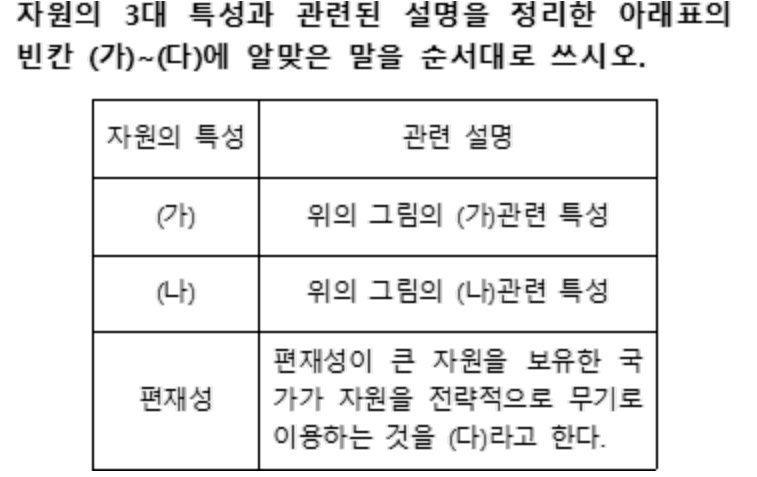 자원의 3대 특성과 관련된 설명을 정리한 아래표의
빈칸 (가)~(다)에 알맞은 말을 순서대로 쓰시오.
자원의 특성
관련 설명
(가)
위의 그림의 (가)관련 특성
(나)
위의 그림의 (나)관련 특성
편재성
편재성이 큰 자원을 보유한 국
가가 자원을 전략적으로 무기로
이용하는 것을 (다)라고 한다.